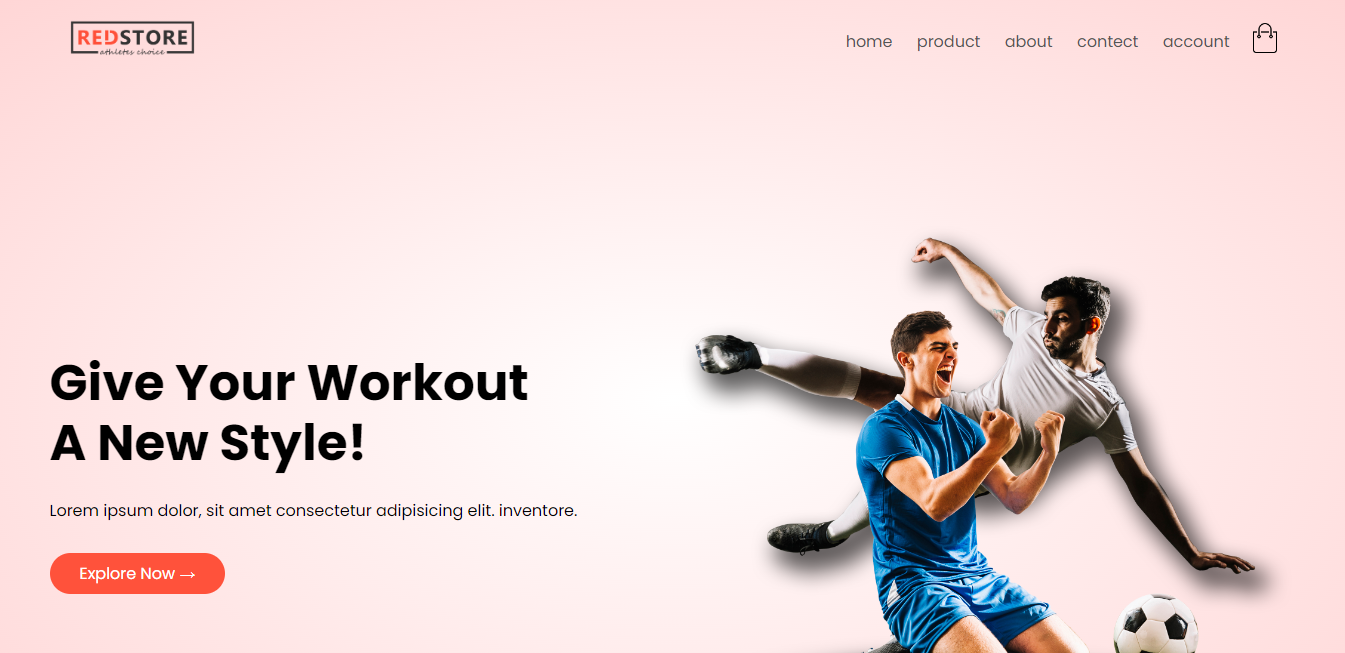 REDSTORE
athletes choice
home product about contect account
Give Your Workout
A New Style!
Lorem ipsum dolor, sit amet consectetur adipisicing elit. inventore.
Explore Now →